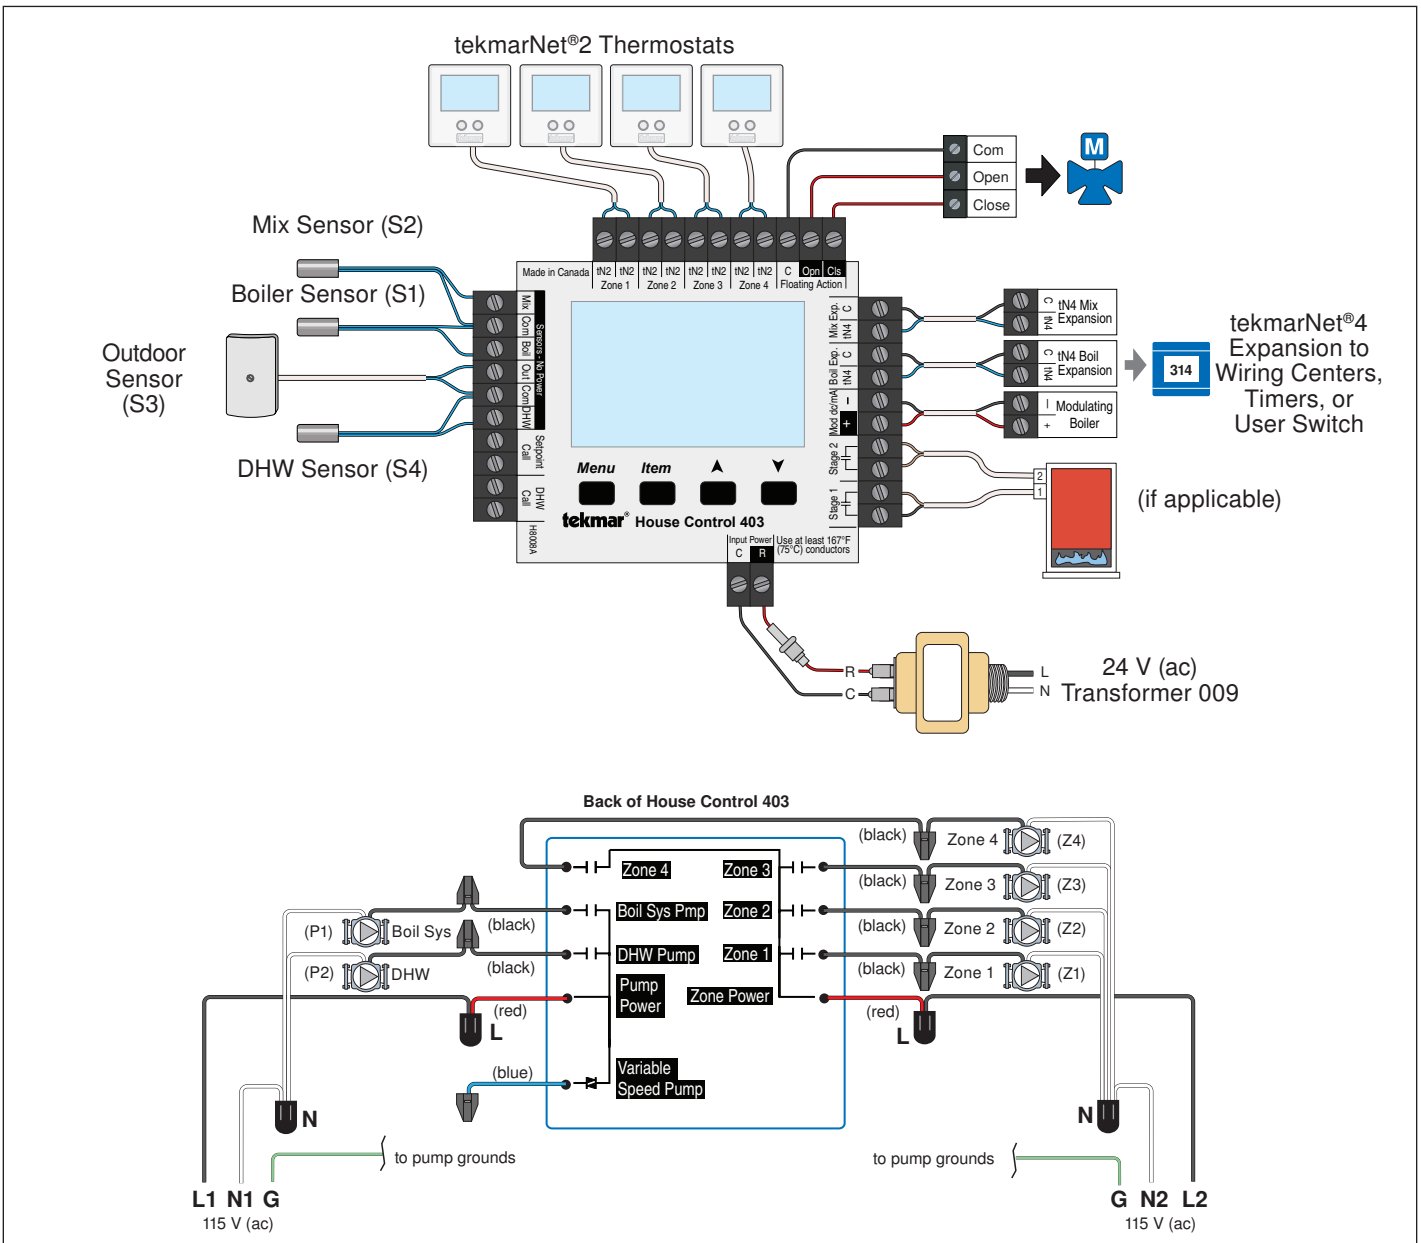 tekmarNet®2 Thermostats
Com
Open
Close
M
Mix Sensor (S2)
Boiler Sensor (S1)
Outdoor
Sensor
(S3)
DHW Sensor (S4)
Made in Canada
tN2 tN2 tN2 tN2 tN2 tN2 tN2 tN2 C Opn Cls
Zone 1 Zone 2 Zone 3 Zone 4 Floating Action
Mix
Com
Boil
Out
Com
DHW
Sensors - No Power
Setpoint
Call
DHW
Call
H8008A
Mix Exp.
C
tN4
Boil Exp.
C
tN4
Mod dc/mA
–
+
Stage 2
Stage 1
C
tN4
tN4 Mix
Expansion
C
tN4
tN4 Boil
Expansion
–
+
Modulating
Boiler
314
tekmarNet®4
Expansion to
Wiring Centers,
Timers, or
User Switch
Menu Item
tekmar® House Control 403
Input Power
C R
Use at least 167°F
(75°C) conductors
2
1
(if applicable)
R
C
L
N
24 V (ac)
Transformer 009
Back of House Control 403
(black) Zone 4 (Z4)
(black) Zone 3 (Z3)
(black) Zone 2 (Z2)
(black) Zone 1 (Z1)
Zone 4
Zone 3
Boil Sys Pmp
Zone 2
DHW Pump
Zone 1
Pump
Power
Zone Power
Variable
Speed Pump
(P1) Boil Sys (black)
(P2) DHW (black)
(red)
L
(blue)
N
(red)
L
N
to pump grounds
to pump grounds
L1 N1 G
115 V (ac)
G N2 L2
115 V (ac)